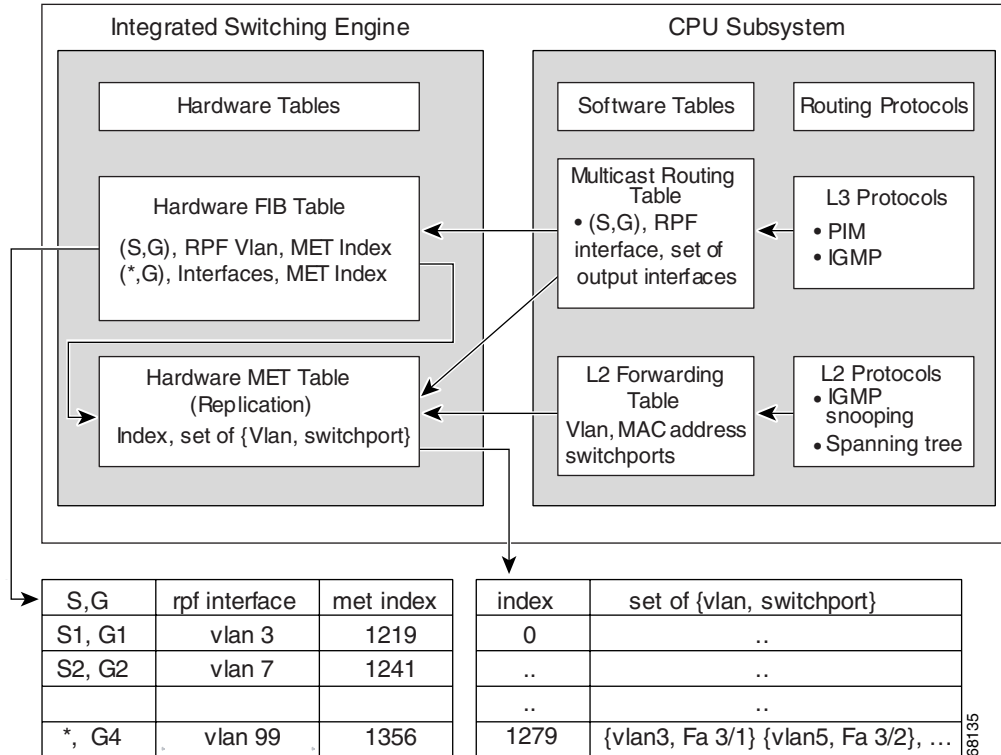 Integrated Switching Engine
CPU Subsystem
Hardware Tables
Software Tables
Routing Protocols
Hardware FIB Table
(S,G), RPF Vlan, MET Index
(*,G), Interfaces, MET Index
Multicast Routing
Table
• (S,G), RPF
interface, set of
output interfaces
L3 Protocols
• PIM
• IGMP
Hardware MET Table
(Replication)
Index, set of {Vlan, switchport}
L2 Forwarding
Table
Vlan, MAC address
switchports
L2 Protocols
• IGMP
snooping
• Spanning tree
S,G rpf interface met index
S1, G1 vlan 3 1219
S2, G2 vlan 7 1241
*, G4 vlan 99 1356
index set of {vlan, switchport}
0 ..
.. ..
.. ..
1279 {vlan3, Fa 3/1} {vlan5, Fa 3/2}, ...
68135